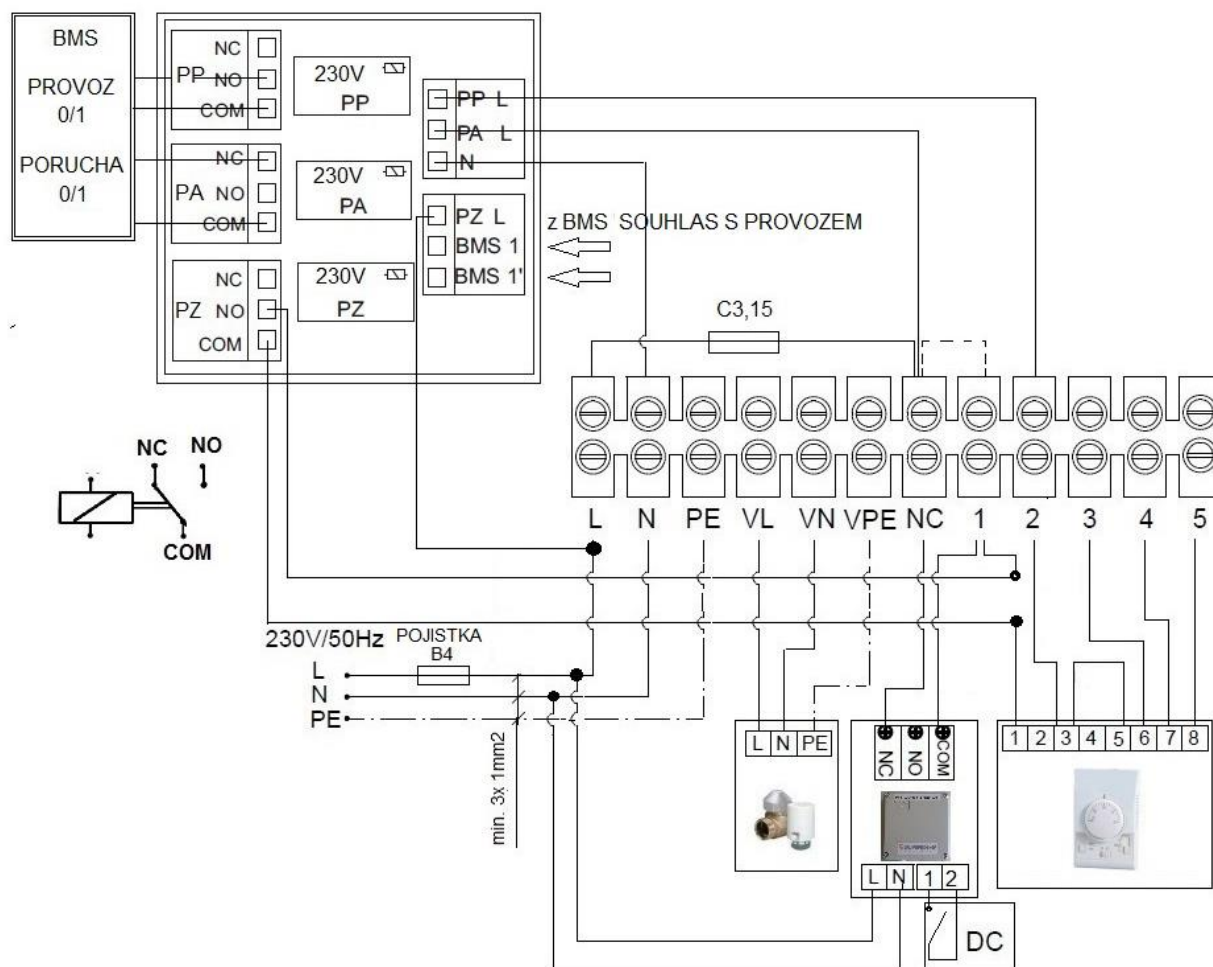 BMS
PROVOZ
0/1
PORUCHA
0/1
NC
PP NO
COM
230V
PP
NC
PA NO
COM
230V
PA
NC
PZ NO
COM
230V
PZ
PP L
PA L
N
PZ L
BMS 1
BMS 1'
z BMS SOUHLAS S PROVOZEM
C3,15
NC
NO
COM
L N PE VL VN VPE NC 1 2 3 4 5
230V/50Hz
POJISTKA
B4
L
N
PE
min. 3x 1mm2
L N PE
NC NO COM
L N 1 2
DC
1 2 3 4 5 6 7 8